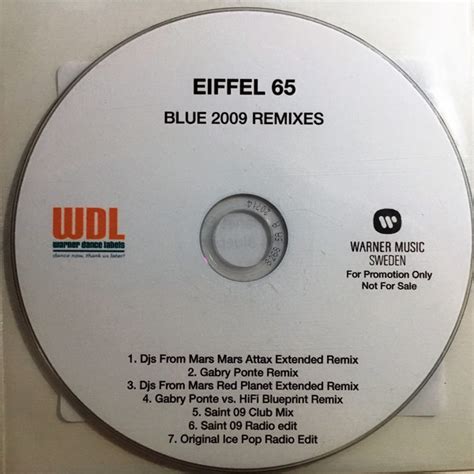 EIFFEL 65
BLUE 2009 REMIXES
WDL
warner dance labels
dance now, thank us later!
WARNER MUSIC
SWEDEN
For Promotion Only
Not For Sale
1. Djs From Mars Mars Attax Extended Remix
2. Gabry Ponte Remix
3. Djs From Mars Red Planet Extended Remix
4. Gabry Ponte vs. HiFi Blueprint Remix
5. Saint 09 Club Mix
6. Saint 09 Radio edit
7. Original Ice Pop Radio Edit